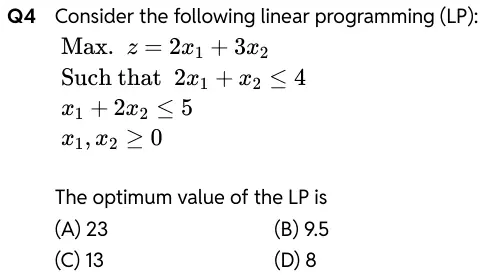 Q4 Consider the following linear programming (LP):
Max. z = 2x₁ + 3x₂
Such that 2x₁ + x₂ ≤ 4
x₁ + 2x₂ ≤ 5
x₁, x₂ ≥ 0
The optimum value of the LP is
(A) 23 (B) 9.5
(C) 13 (D) 8